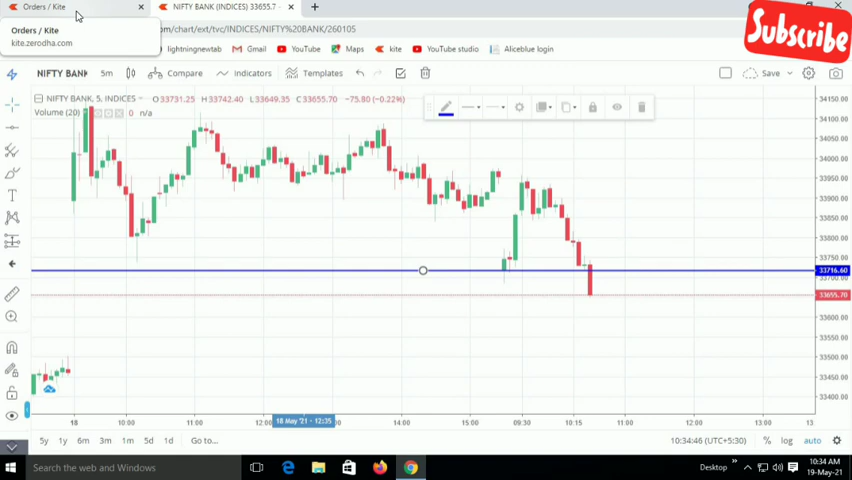 Orders / Kite
NIFTY BANK (INDICES) 33655.7
Subscribe
Orders / Kite
kite.zerodha.com
com/chart/ext/tvc/INDICES/NIFTY%20BANK/260105
lightningnewtab
Gmail
YouTube
Maps
kite
YouTube studio
Aliceblue login
NIFTY BANK
5m
Compare
Indicators
Templates
Save
NIFTY BANK, 5, INDICES
O33731.25 H33742.40 L33649.35 C33655.70 -75.80 (-0.22%)
Volume (20)
0 n/a
34150.00
34100.00
34050.00
34000.00
33950.00
33900.00
33850.00
33800.00
33750.00
33716.60
33700.00
33655.70
33600.00
33550.00
33500.00
33450.00
33400.00
18
10:00
11:00
12:00
18 May '21 - 12:35
14:00
19
09:30
10:15
11:00
12:00
13:00
13
5y
1y
6m
3m
1m
5d
1d
Go to...
10:34:46 (UTC+5:30)
%
log
auto
Search the web and Windows
Desktop
10:34 AM
19-May-21